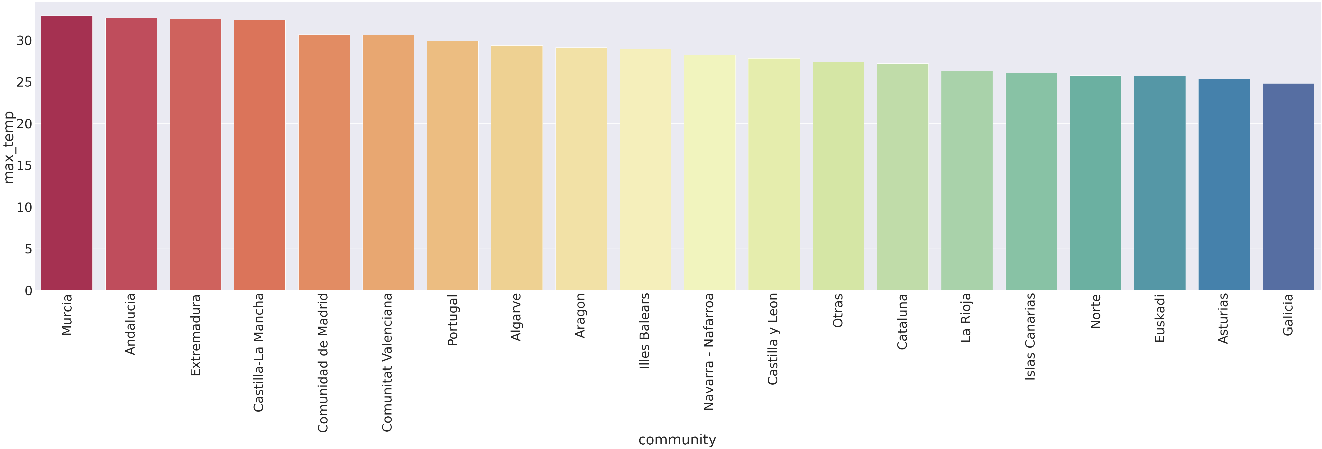 max_temp
30
25
20
15
10
5
0
Murcia
Andalucia
Extremadura
Castilla-La Mancha
Comunidad de Madrid
Comunitat Valenciana
Portugal
Algarve
Aragon
Illes Balears
Navarra - Nafarroa
Castilla y Leon
Otras
Cataluna
La Rioja
Islas Canarias
Norte
Euskadi
Asturias
Galicia
community